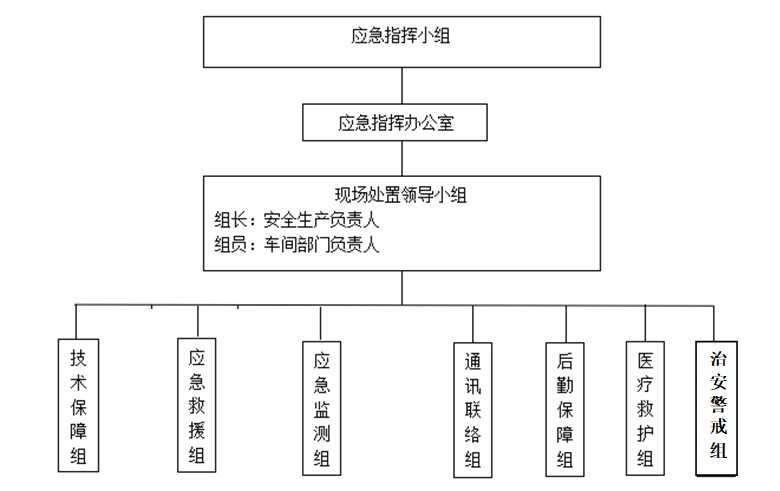 应急指挥小组
应急指挥办公室
现场处置领导小组
组长：安全生产负责人
组员：车间部门负责人
技术保障组
应急救援组
应急监测组
通讯联络组
后勤保障组
医疗救护组
治安警戒组